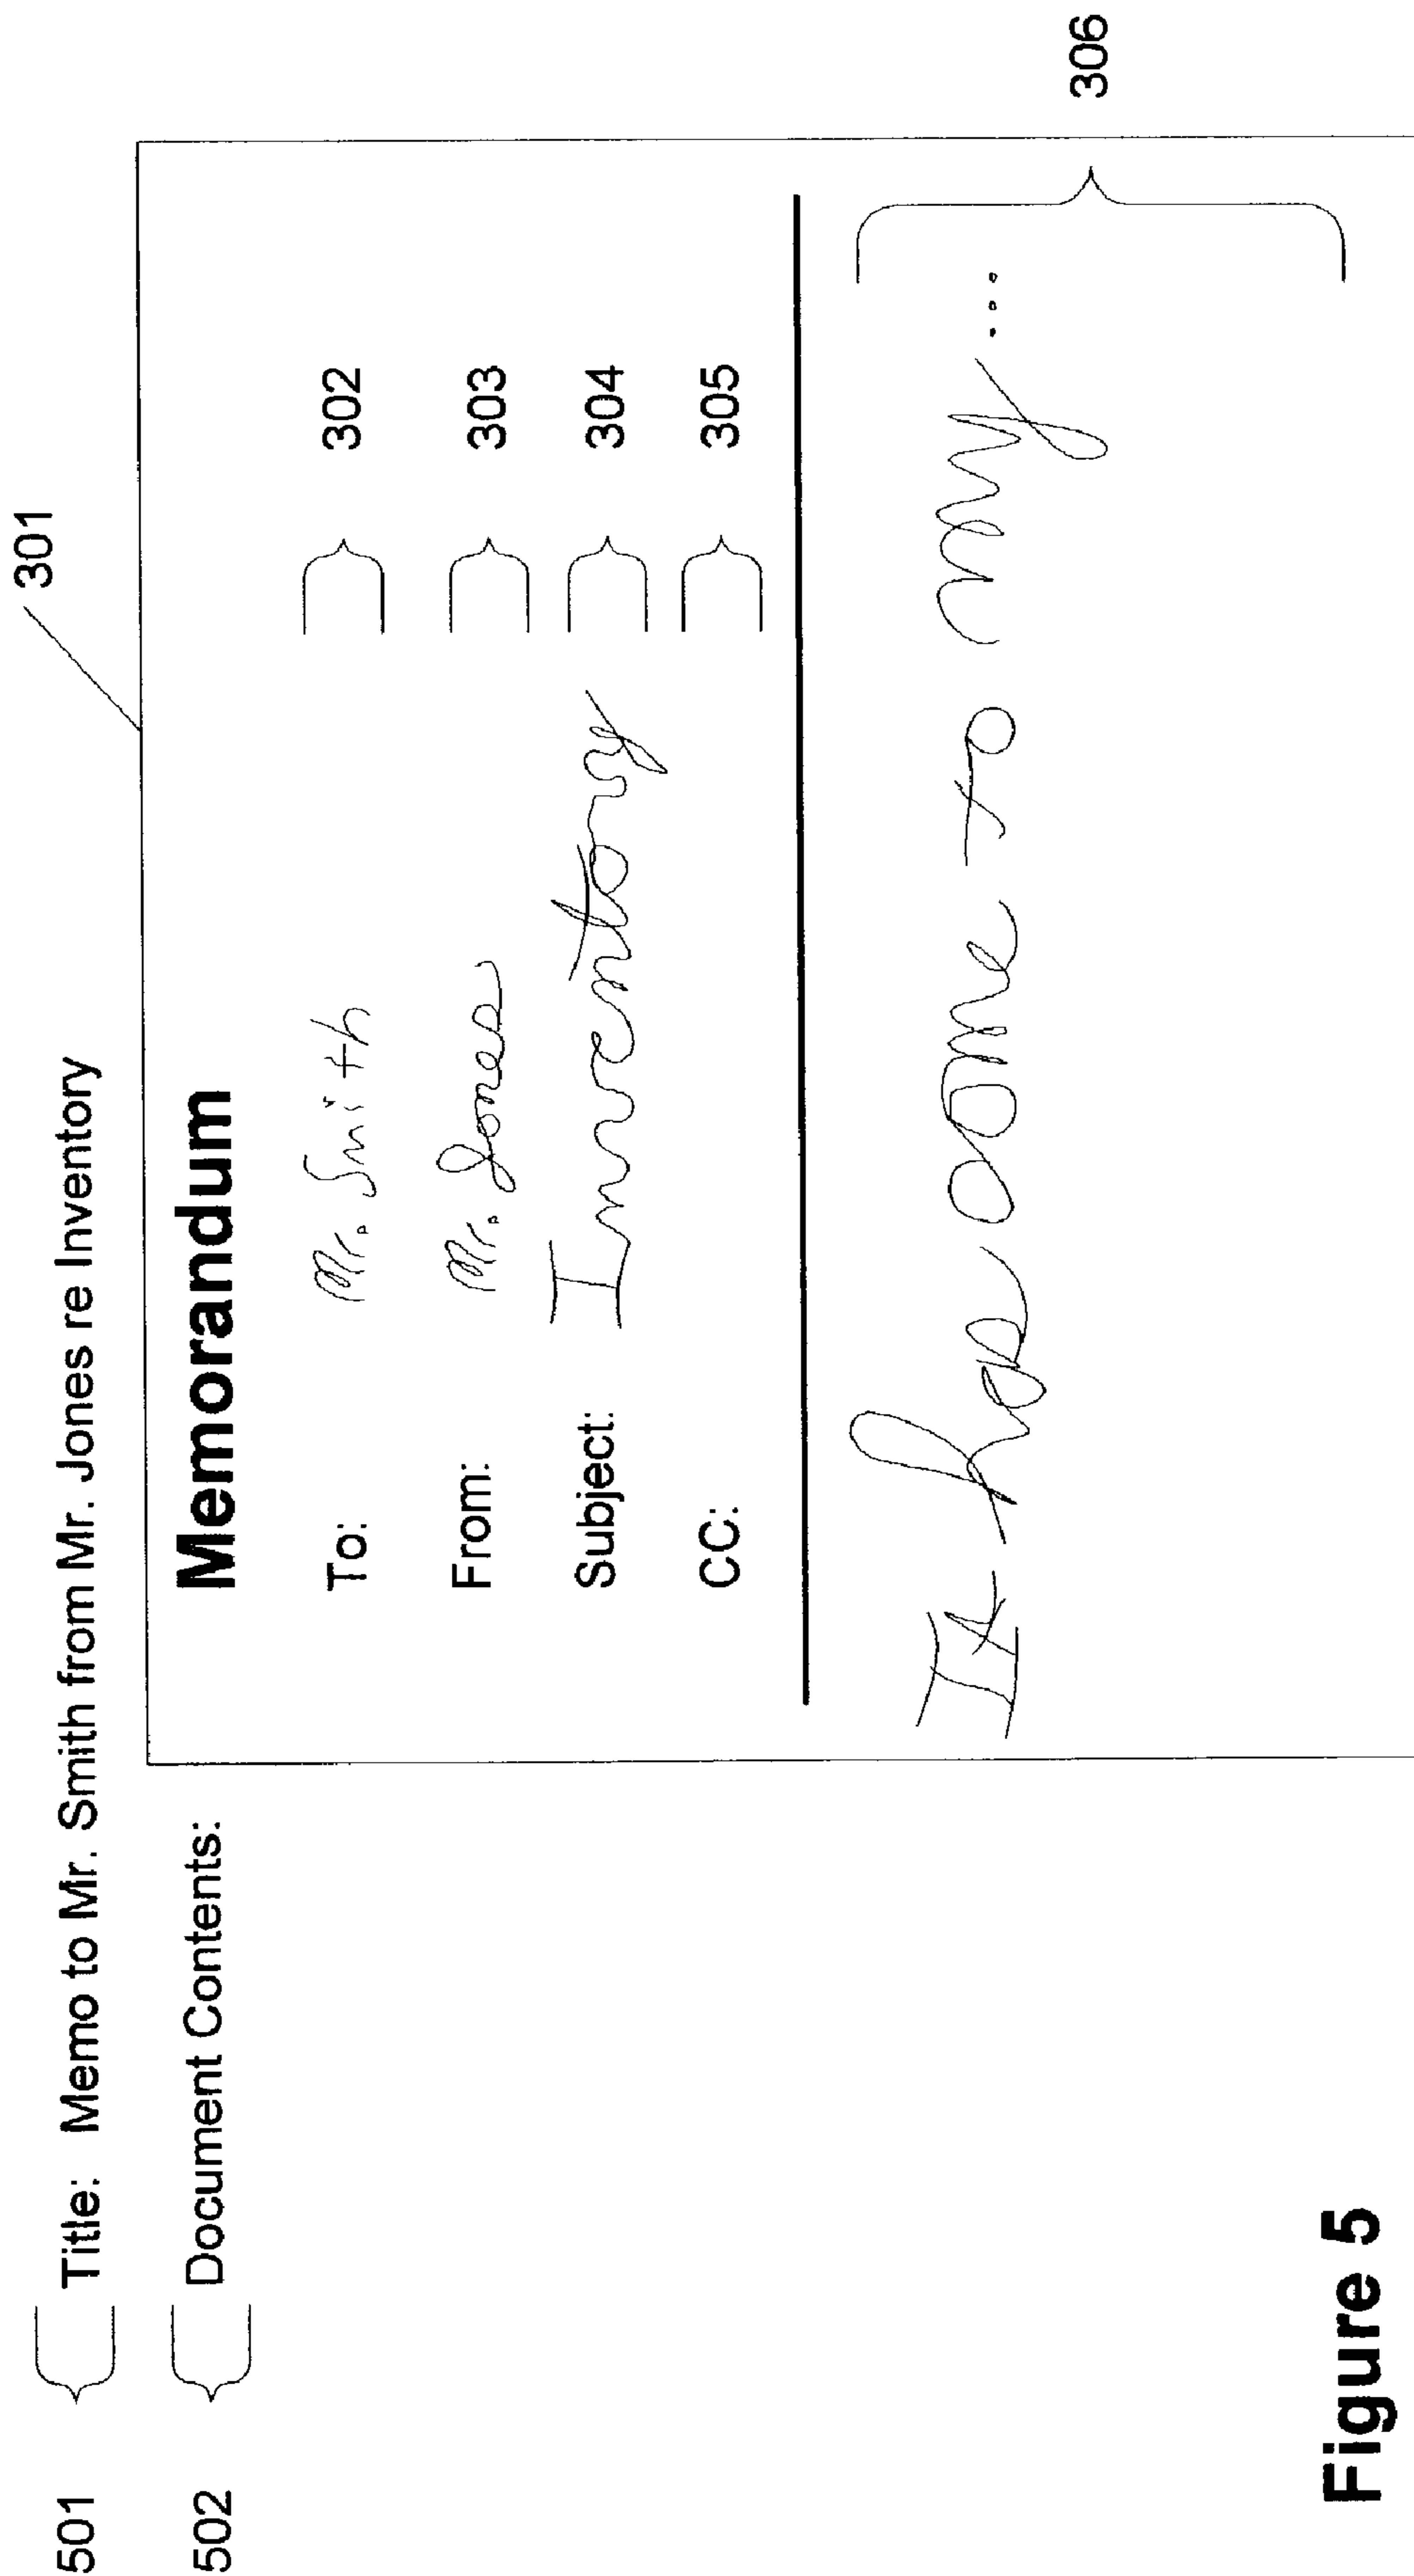 301
501 Title: Memo to Mr. Smith from Mr. Jones re Inventory
502 Document Contents:
Memorandum
To: Mr. Smith 302
From: Mr. Jones 303
Subject: Inventory 304
CC: 305
It has come to my ...
306
Figure 5